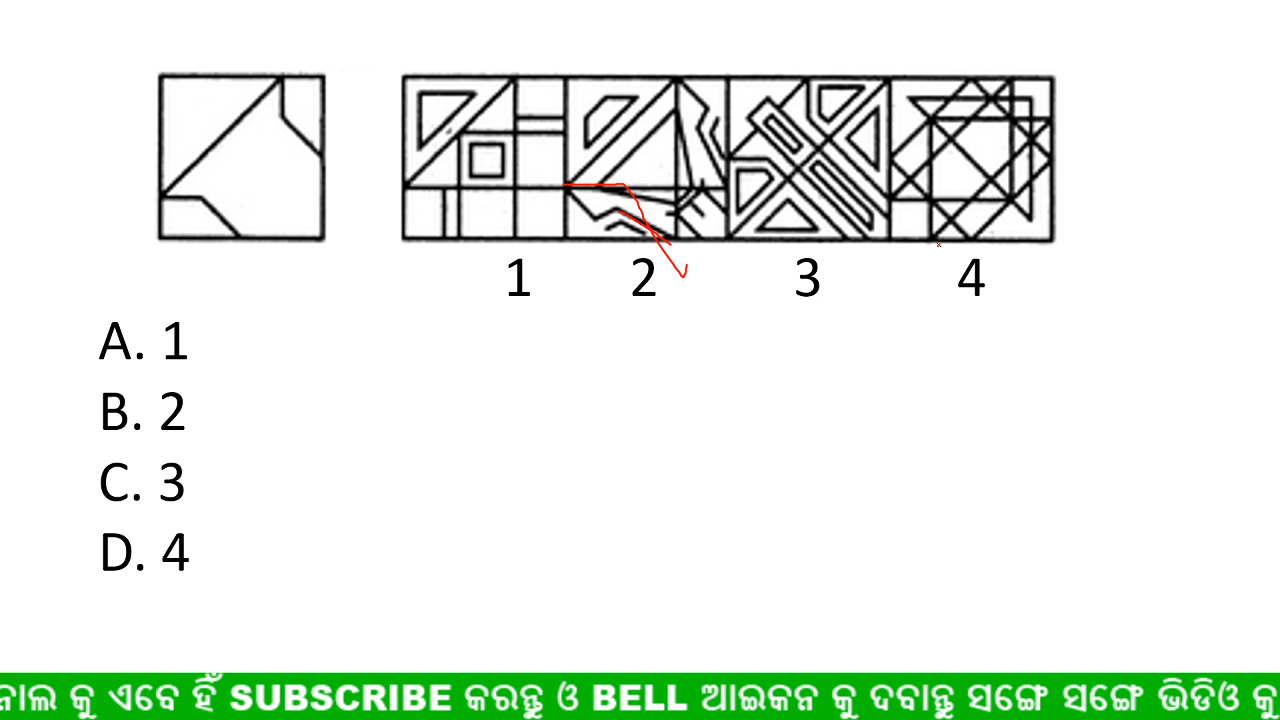 1 2 3 4
A. 1
B. 2
C. 3
D. 4
କୁ ଏବେ ହିଁ SUBSCRIBE କରନ୍ତୁ ଓ BELL ଆଇକନ କୁ ଦବାନ୍ତୁ ସଙ୍ଗେ ସଙ୍ଗେ ଭିଡିଓ